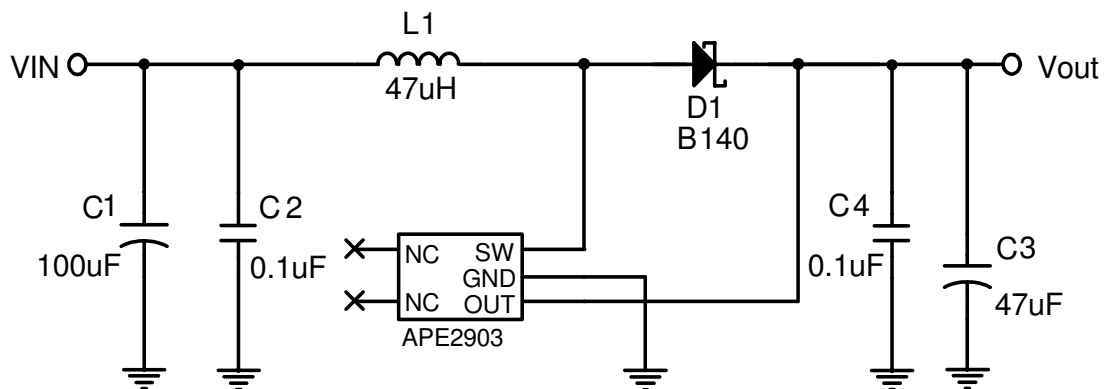 L1
VIN
47uH
Vout
D1
B140
C1
100uF
C2
0.1uF
NC
SW
GND
NC
OUT
APE2903
C4
0.1uF
C3
47uF